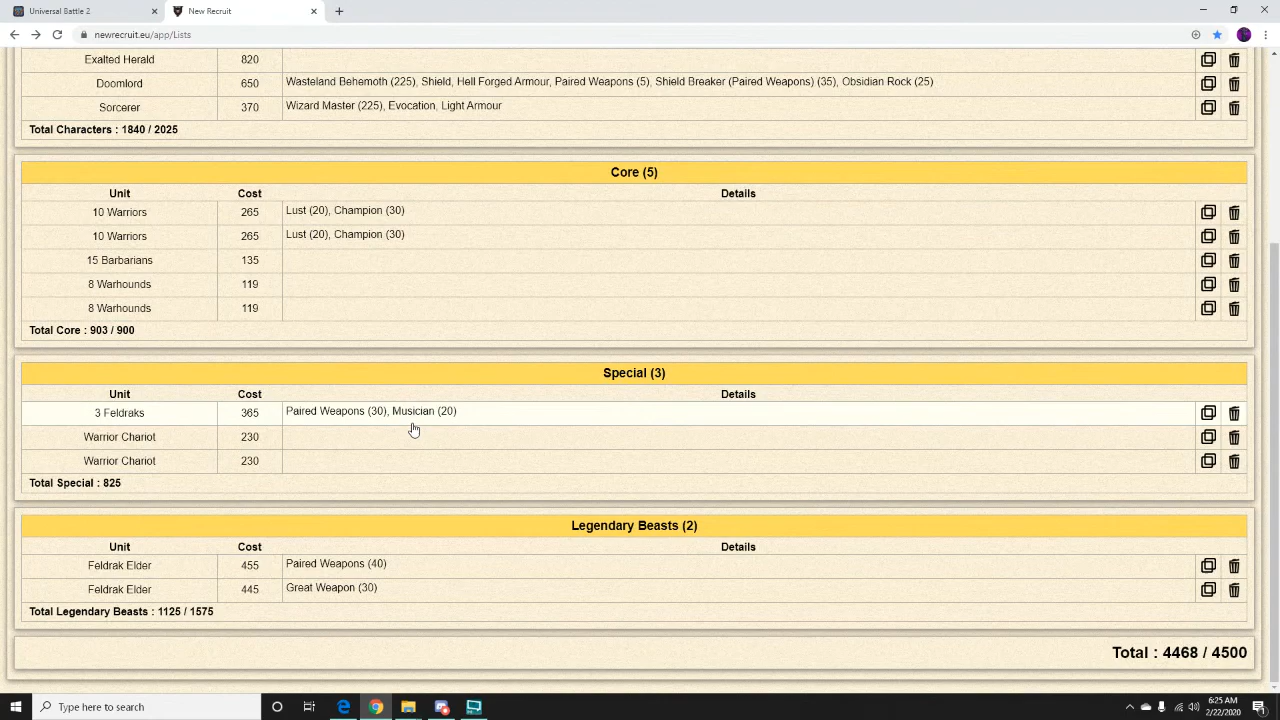 Universal Battle 2
New Recruit
newrecruit.eu/app/Lists
Exalted Herald 820
Doomlord 650 Wasteland Behemoth (225), Shield, Hell Forged Armour, Paired Weapons (5), Shield Breaker (Paired Weapons) (35), Obsidian Rock (25)
Sorcerer 370 Wizard Master (225), Evocation, Light Armour
Total Characters : 1840 / 2025
Core (5)
Unit Cost Details
10 Warriors 265 Lust (20), Champion (30)
10 Warriors 265 Lust (20), Champion (30)
15 Barbarians 135
8 Warhounds 119
8 Warhounds 119
Total Core : 903 / 900
Special (3)
Unit Cost Details
3 Feldraks 365 Paired Weapons (30), Musician (20)
Warrior Chariot 230
Warrior Chariot 230
Total Special : 825
Legendary Beasts (2)
Unit Cost Details
Feldrak Elder 455 Paired Weapons (40)
Feldrak Elder 445 Great Weapon (30)
Total Legendary Beasts : 1125 / 1575
Total : 4468 / 4500
Type here to search
6:25 AM
2/22/2020